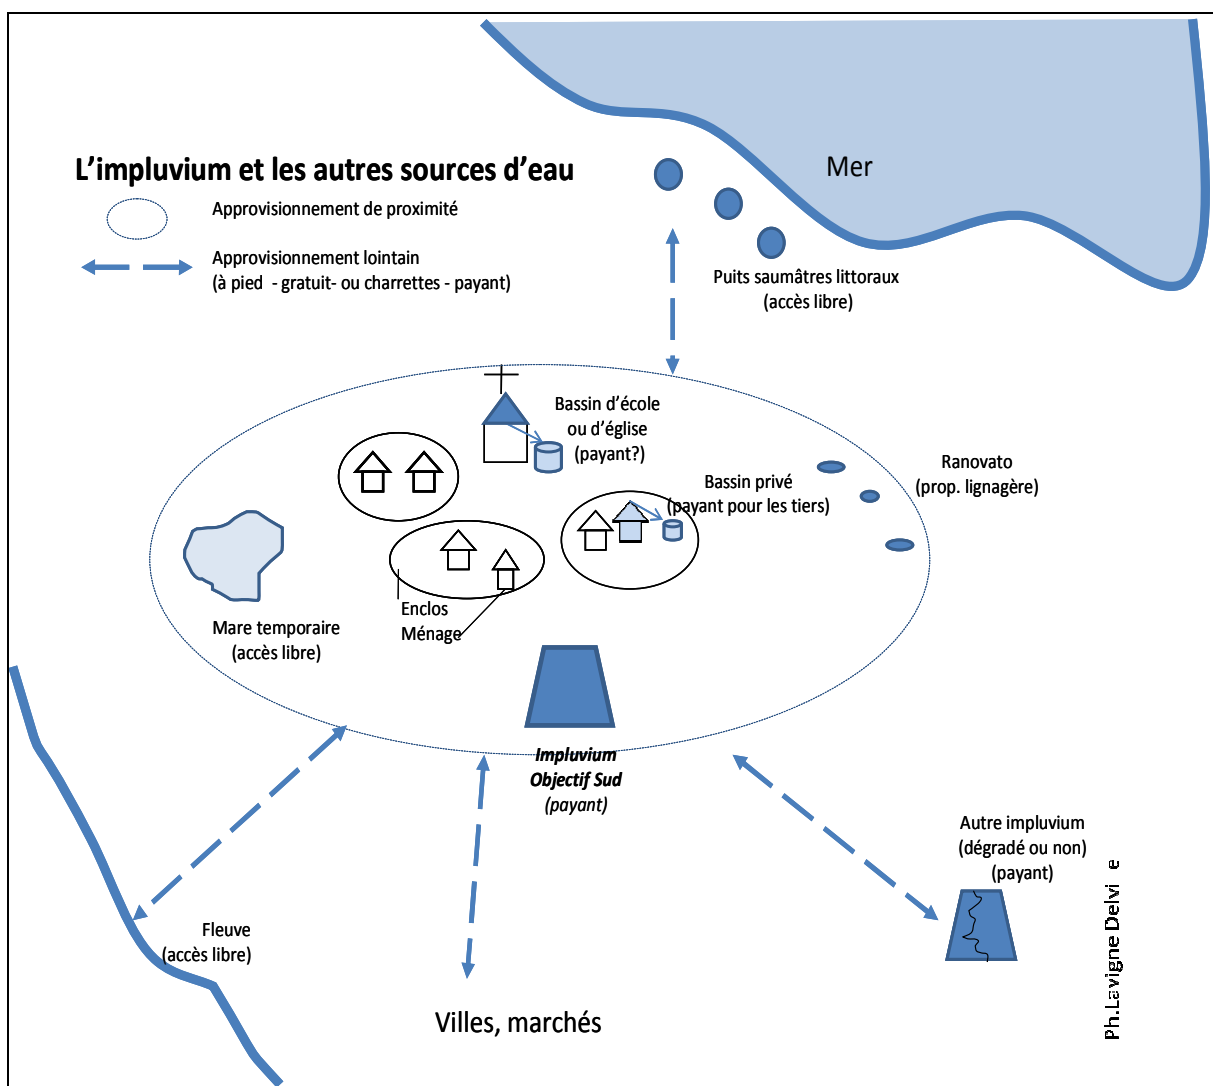 L’impluvium et les autres sources d’eau
Approvisionnement de proximité
Approvisionnement lointain
(à pied - gratuit- ou charrettes - payant)
Mer
Puits saumâtres littoraux
(accès libre)
Bassin d’école
ou d’église
(payant?)
Bassin privé
(payant pour les tiers)
Ranovato
(prop. lignagère)
Enclos
Ménage
Mare temporaire
(accès libre)
Impluvium
Objectif Sud
(payant)
Autre impluvium
(dégradé ou non)
(payant)
Fleuve
(accès libre)
Villes, marchés
Ph.Lavigne Delvi e